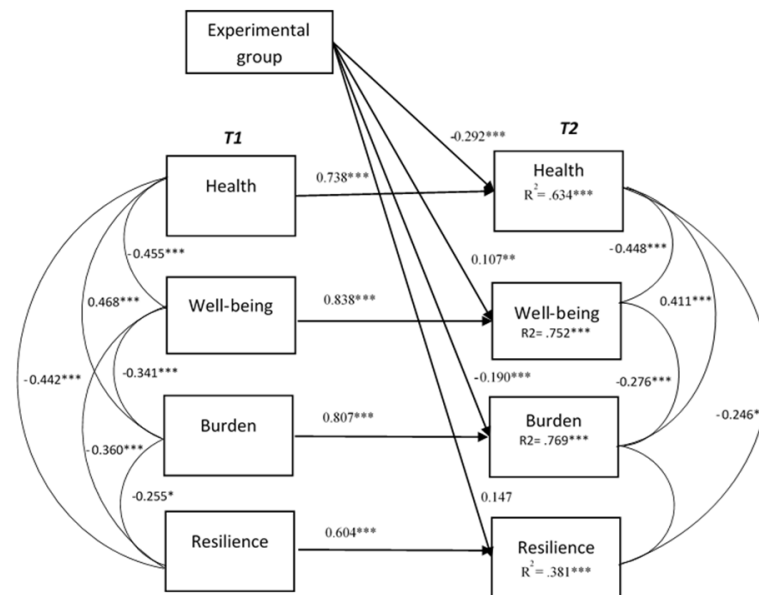 Experimental
group
T1
T2
-0.292***
Health
0.738***
Health
R² = .634***
-0.455***
0.107**
-0.448***
0.468***
Well-being
0.838***
Well-being
R2= .752***
0.411***
-0.442***
-0.341***
-0.190***
-0.276***
-0.246*
Burden
0.807***
Burden
R2= .769***
-0.360***
-0.255*
0.147
Resilience
0.604***
Resilience
R² = .381***